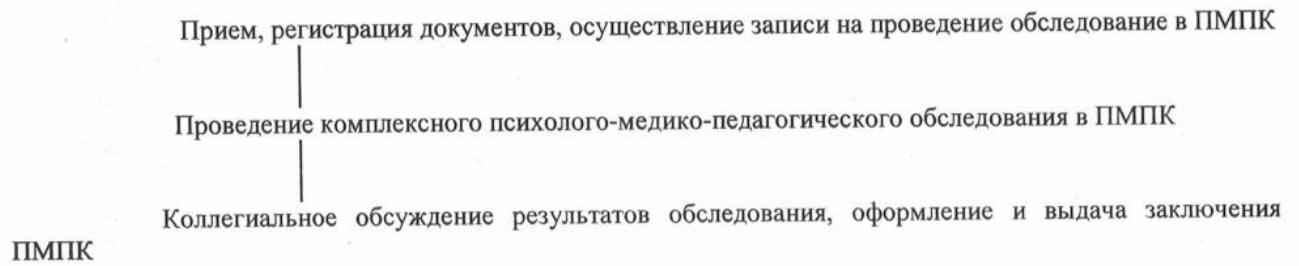 Прием, регистрация документов, осуществление записи на проведение обследование в ПМПК
Проведение комплексного психолого-медико-педагогического обследования в ПМПК
Коллегиальное обсуждение результатов обследования, оформление и выдача заключения
ПМПК